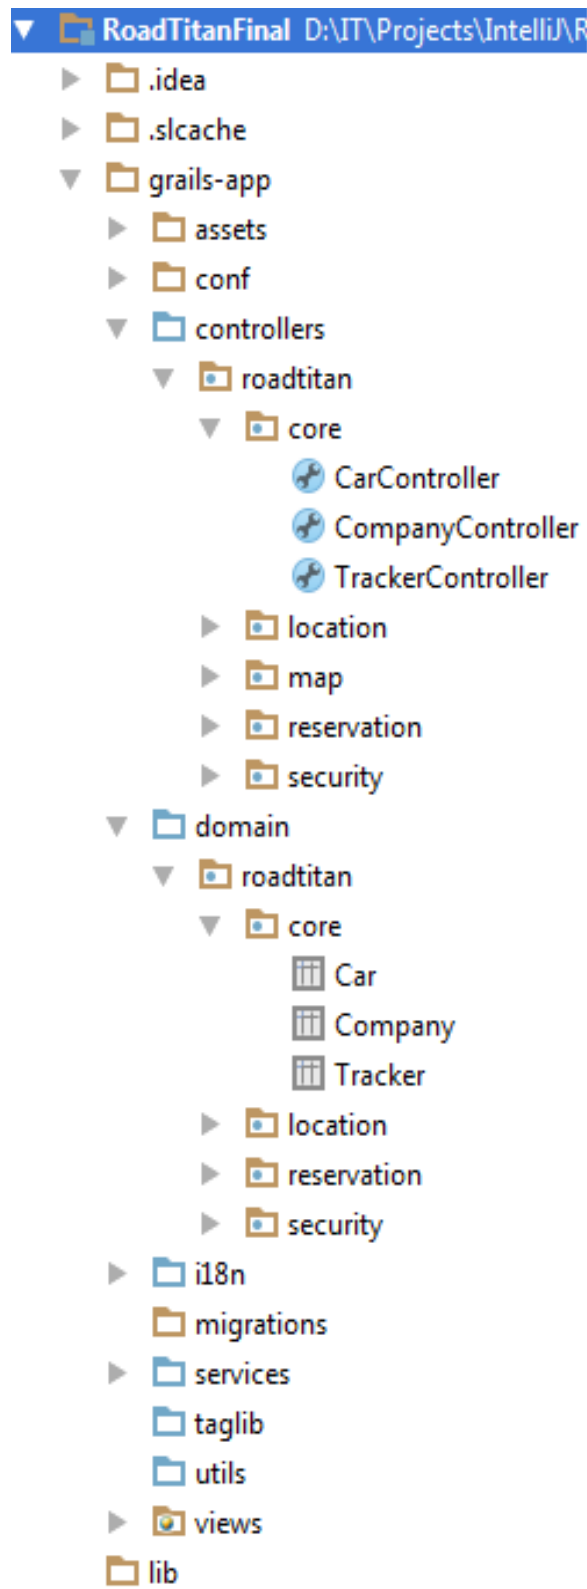 RoadTitanFinal D:\IT\Projects\IntelliJ\R
.idea
.slcache
grails-app
assets
conf
controllers
roadtitan
core
CarController
CompanyController
TrackerController
location
map
reservation
security
domain
roadtitan
core
Car
Company
Tracker
location
reservation
security
i18n
migrations
services
taglib
utils
views
lib